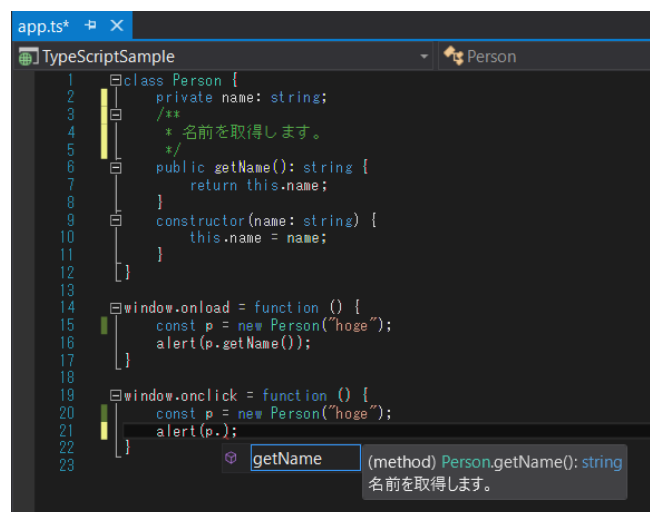 app.ts*
TypeScriptSample Person
1 class Person {
2 private name: string;
3 /**
4 * 名前を取得します。
5 */
6 public getName(): string {
7 return this.name;
8 }
9 constructor(name: string) {
10 this.name = name;
11 }
12 }
13
14 window.onload = function () {
15 const p = new Person("hoge");
16 alert(p.getName());
17 }
18
19 window.onclick = function () {
20 const p = new Person("hoge");
21 alert(p.);
22 }
23
getName
(method) Person.getName(): string
名前を取得します。